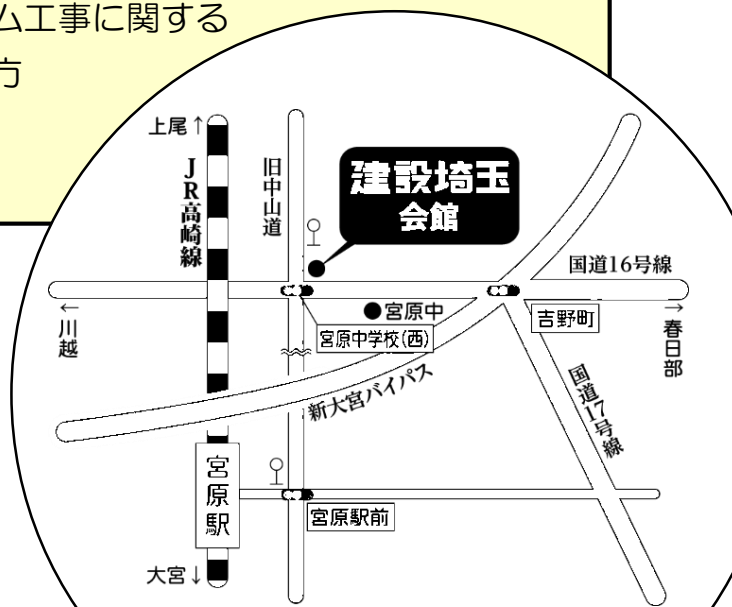 ム工事に関する
方
上尾↑
JR高崎線
旧中山道
建設埼玉
会館
国道16号線
←川越
●宮原中
吉野町
→春日部
宮原中学校(西)
新大宮バイパス
国道17号線
宮原駅
宮原駅前
大宮↓